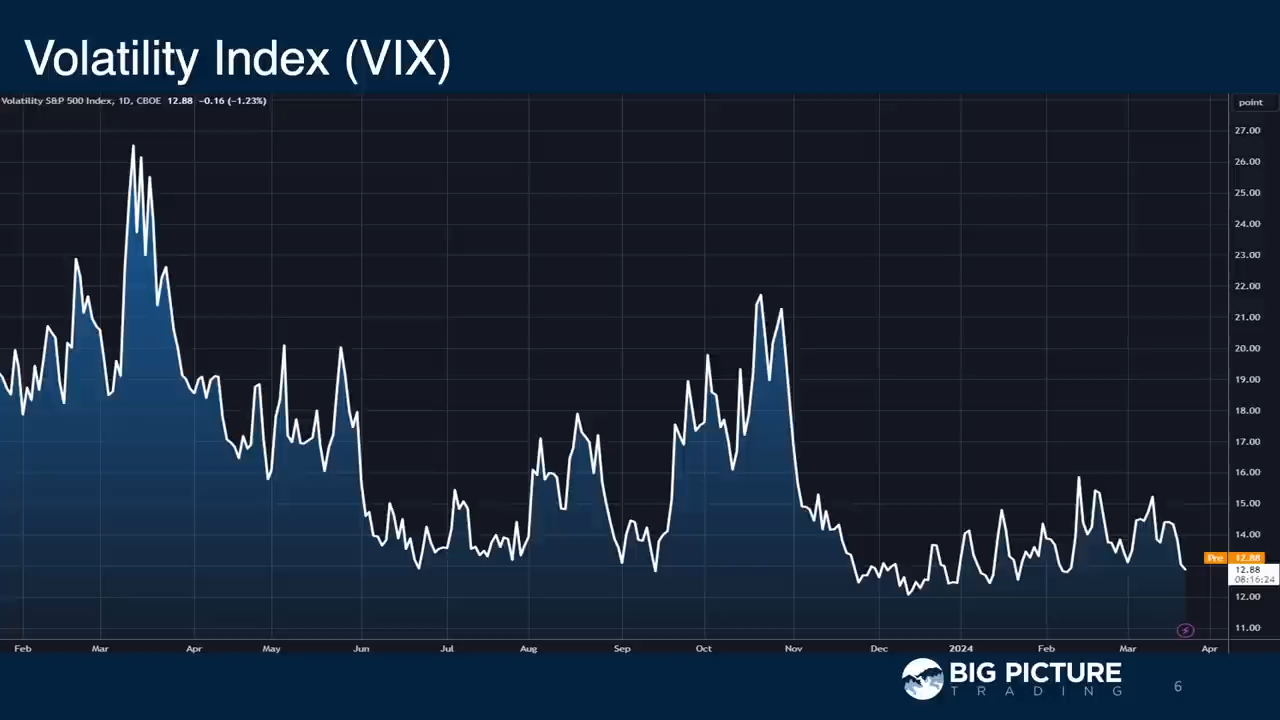 Volatility Index (VIX)
Volatility S&P 500 Index, 1D, CBOE 12.88 −0.16 (−1.23%)
point
27.00
26.00
25.00
24.00
23.00
22.00
21.00
20.00
19.00
18.00
17.00
16.00
15.00
14.00
Pre 12.88
12.88
08:16:24
12.00
11.00
Feb Mar Apr May Jun Jul Aug Sep Oct Nov Dec 2024 Feb Mar Apr
BIG PICTURE
TRADING
6